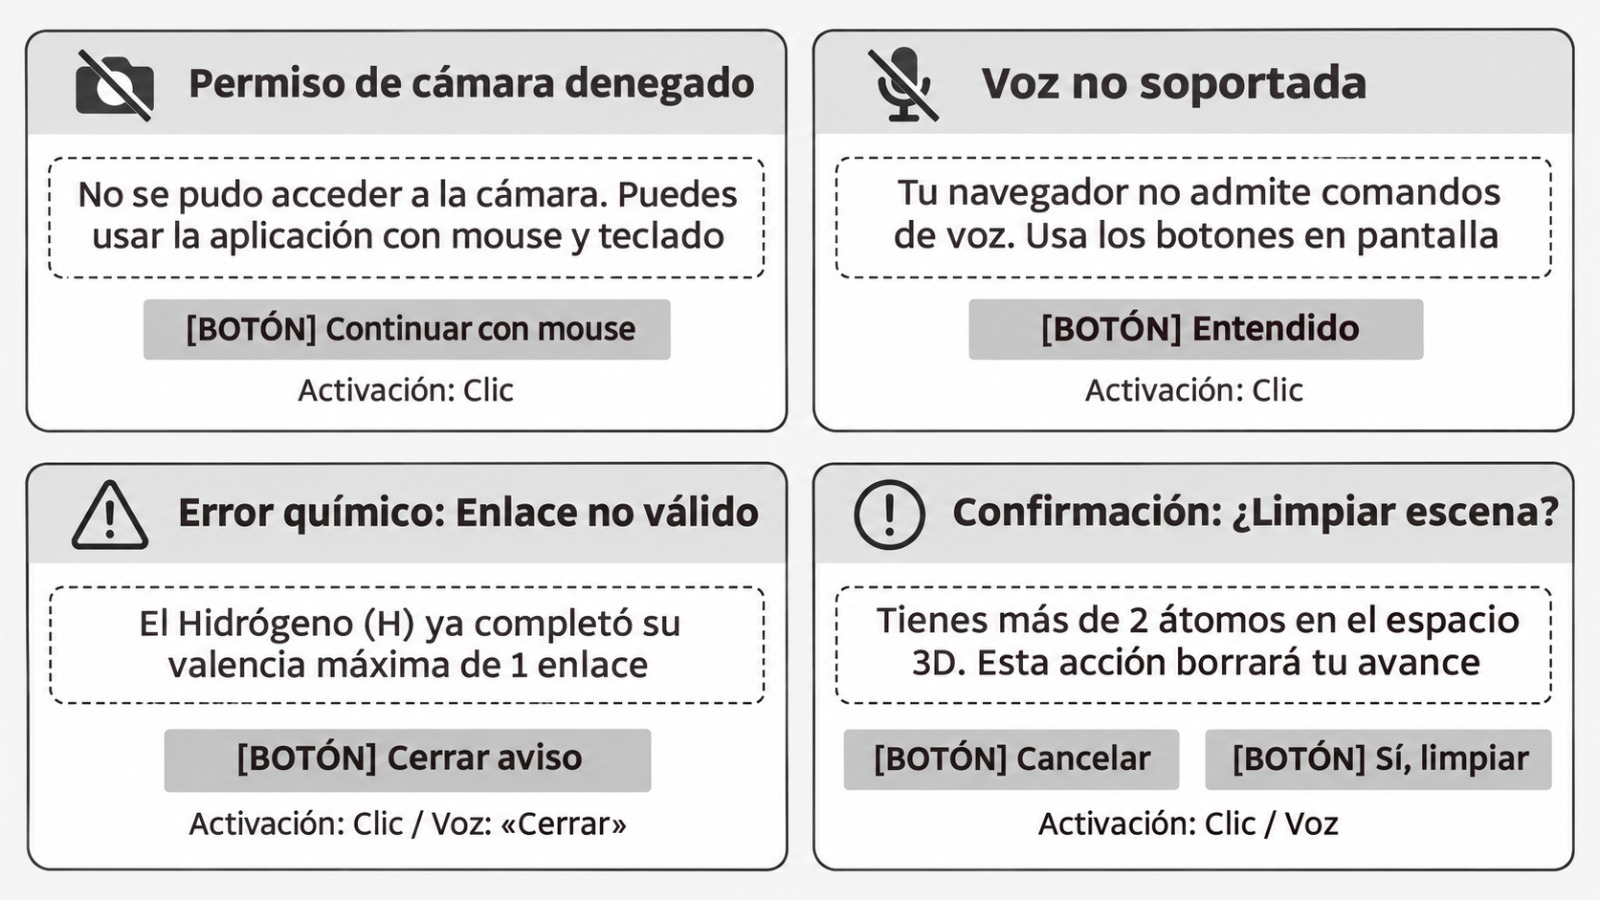 Permiso de cámara denegado
No se pudo acceder a la cámara. Puedes
usar la aplicación con mouse y teclado
[BOTÓN] Continuar con mouse
Activación: Clic
Voz no soportada
Tu navegador no admite comandos
de voz. Usa los botones en pantalla
[BOTÓN] Entendido
Activación: Clic
Error químico: Enlace no válido
El Hidrógeno (H) ya completó su
valencia máxima de 1 enlace
[BOTÓN] Cerrar aviso
Activación: Clic / Voz: «Cerrar»
Confirmación: ¿Limpiar escena?
Tienes más de 2 átomos en el espacio
3D. Esta acción borrará tu avance
[BOTÓN] Cancelar
[BOTÓN] Sí, limpiar
Activación: Clic / Voz